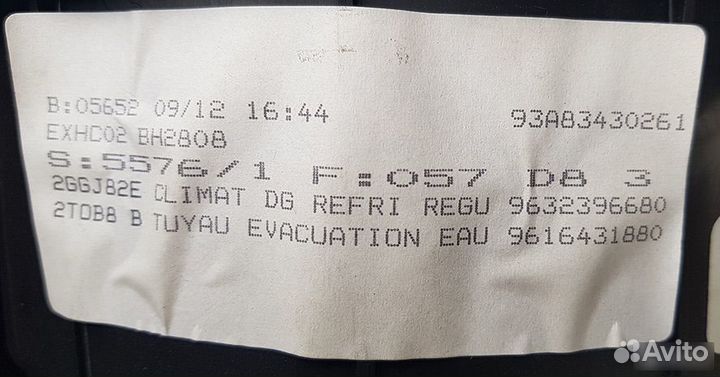 B:05652 09/12 16:44 93A83430261
EXHC02 BH2808
S:5576/1 F:057 D8 3
2GGJ82E CLIMAT DG REFRI REGU 9632396680
2TOB8 B TUYAU EVACUATION EAU 9616431880
Avito